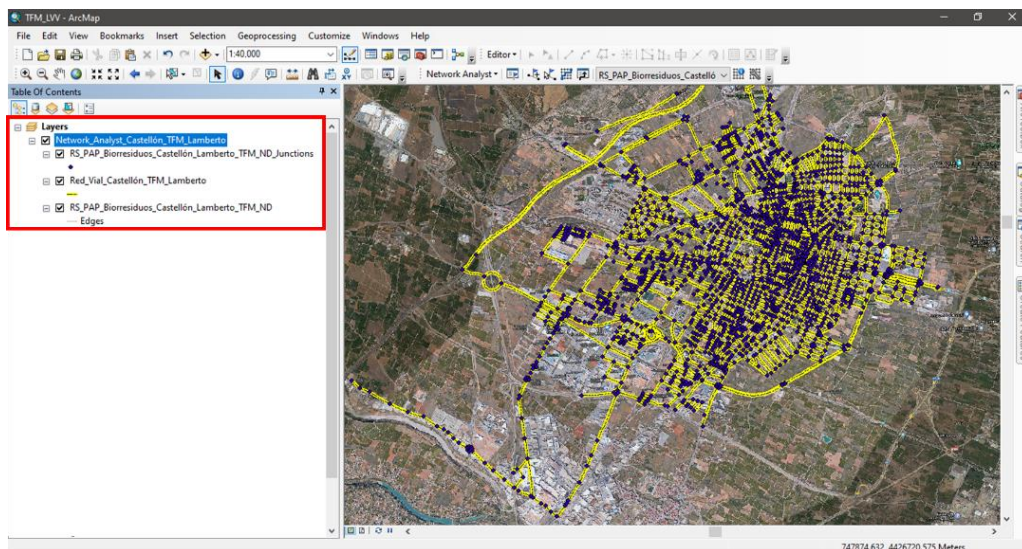 TFM_LVV - ArcMap
File Edit View Bookmarks Insert Selection Geoprocessing Customize Windows Help
1:40.000
Editor
Network Analyst
RS_PAP_Biorresiduos_Castelló
Table Of Contents
Layers
Network_Analyst_Castellón_TFM_Lamberto
RS_PAP_Biorresiduos_Castellón_Lamberto_TFM_ND_Junctions
Red_Vial_Castellón_TFM_Lamberto
RS_PAP_Biorresiduos_Castellón_Lamberto_TFM_ND
Edges
747874,632 4426720,575 Meters